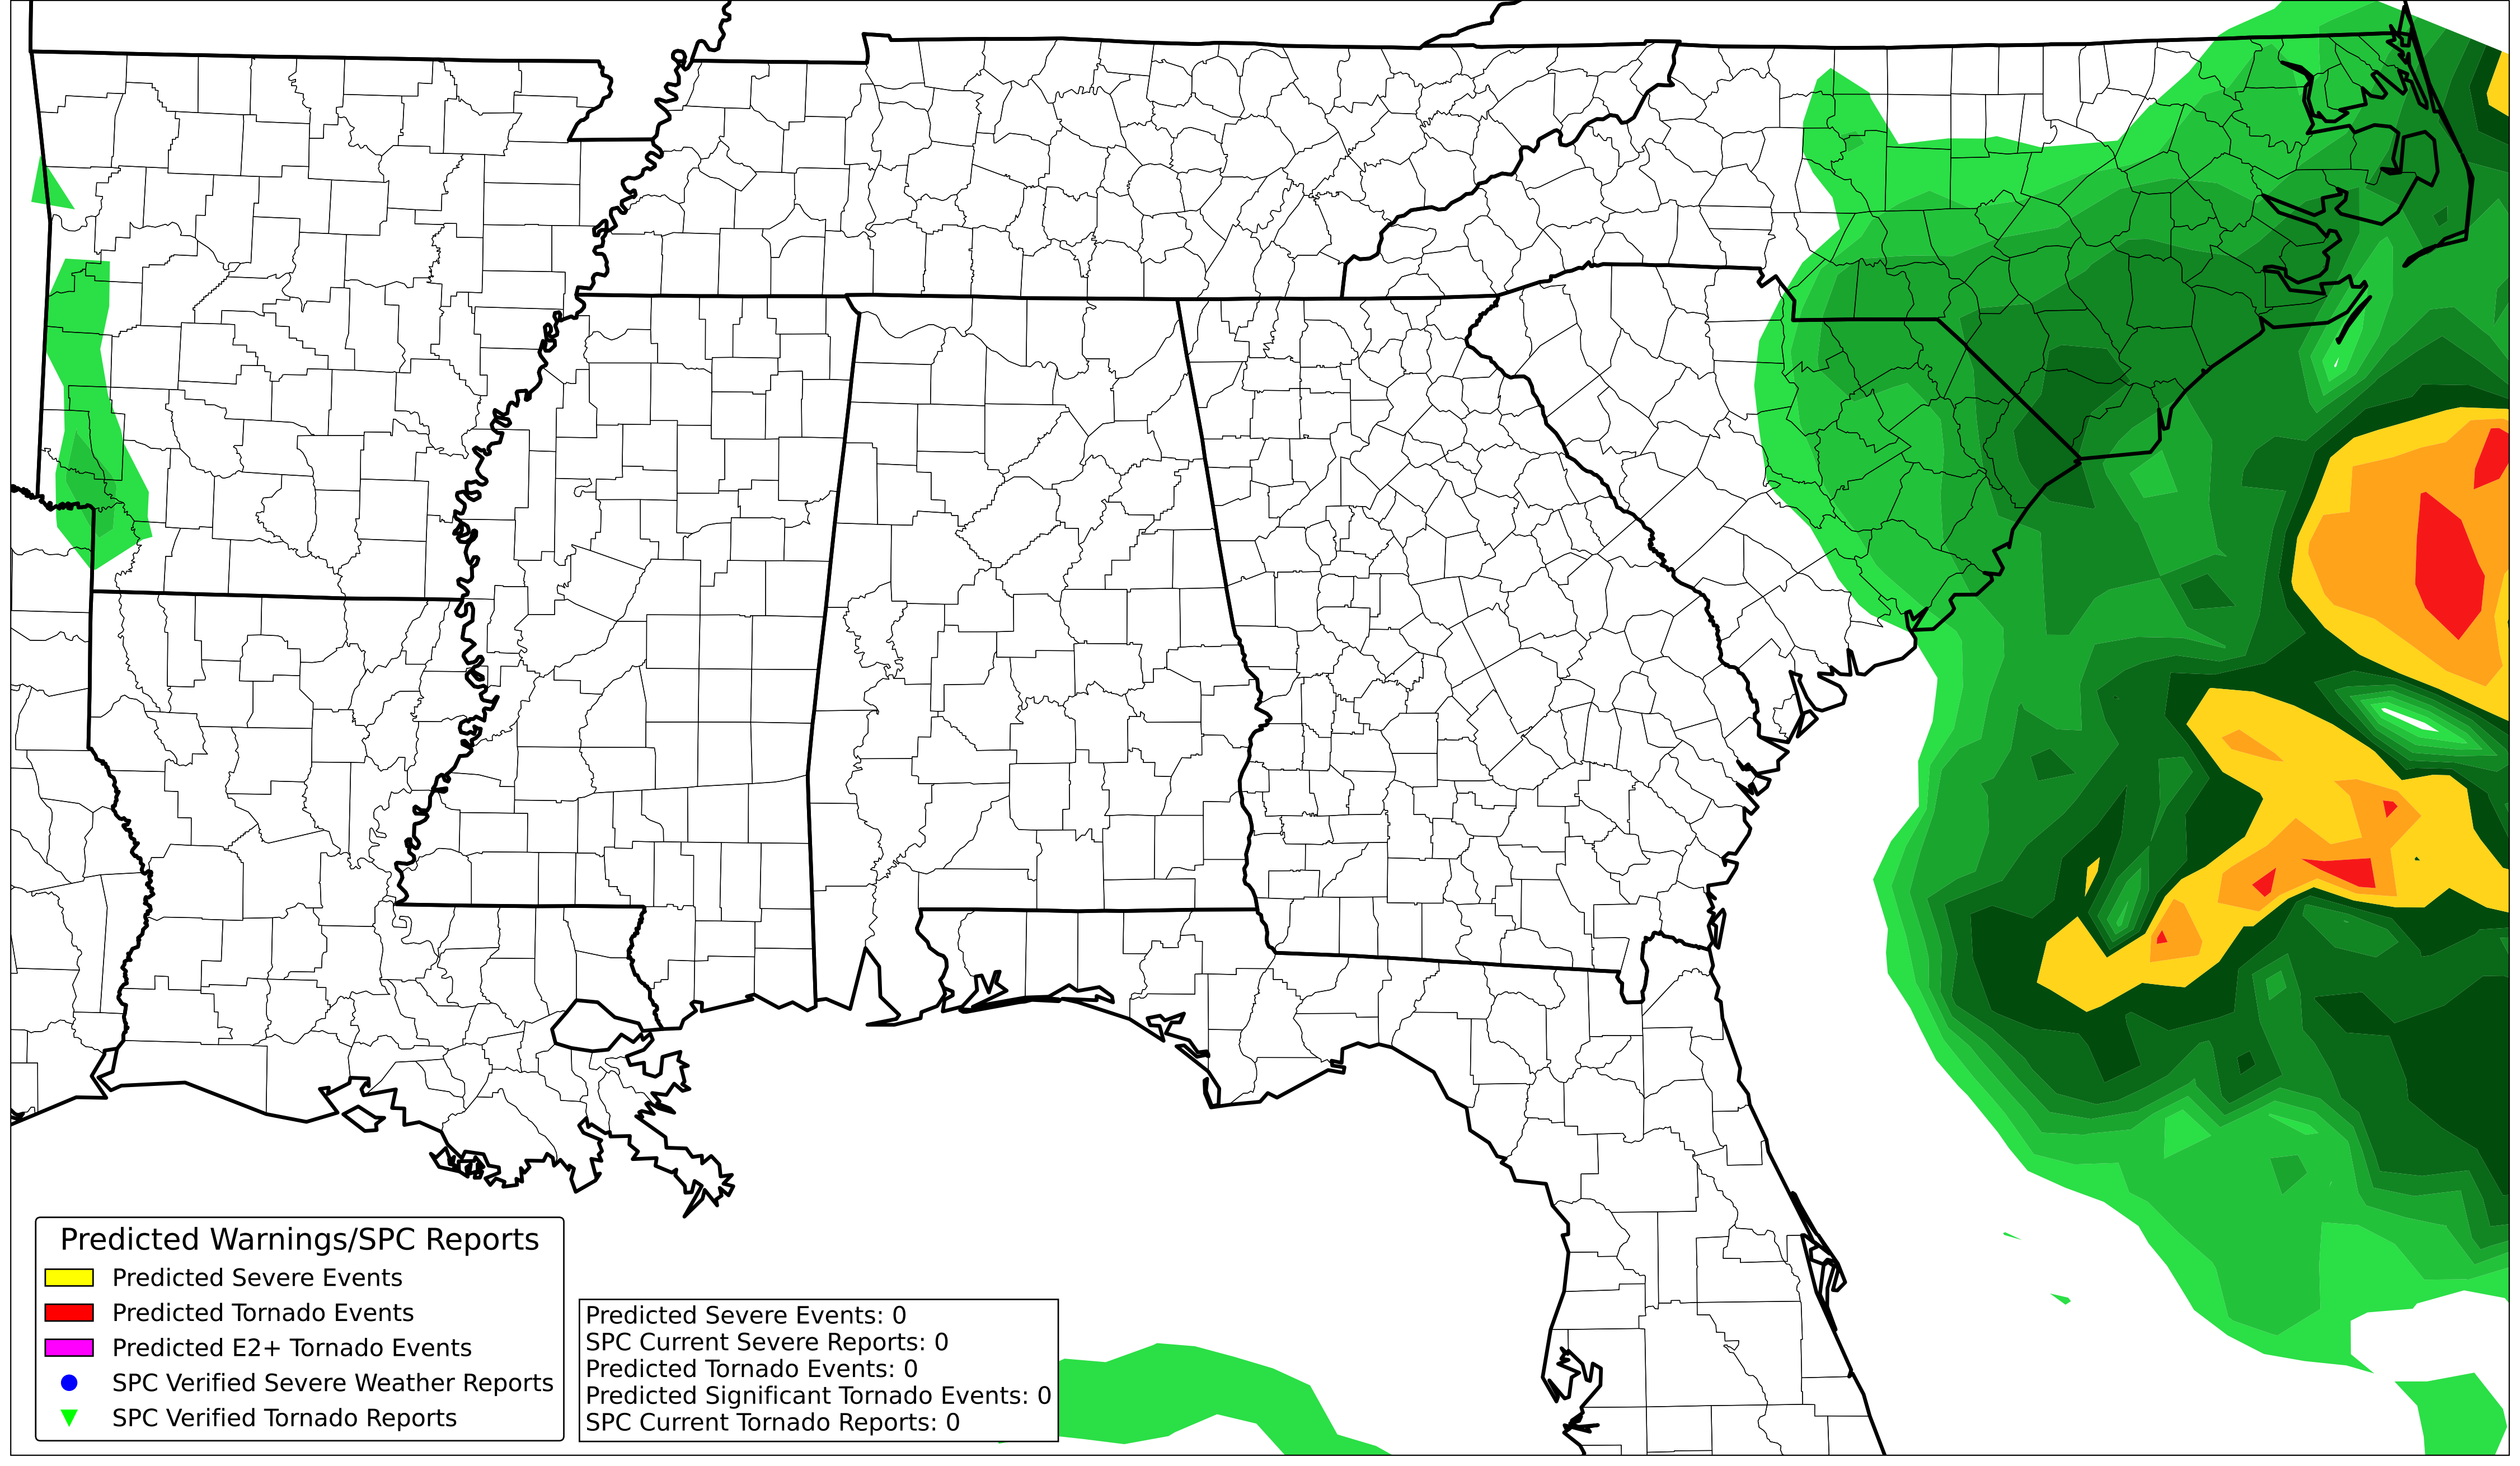 Predicted Warnings/SPC Reports
Predicted Severe Events
Predicted Tornado Events
Predicted E2+ Tornado Events
SPC Verified Severe Weather Reports
SPC Verified Tornado Reports
Predicted Severe Events: 0
SPC Current Severe Reports: 0
Predicted Tornado Events: 0
Predicted Significant Tornado Events: 0
SPC Current Tornado Reports: 0